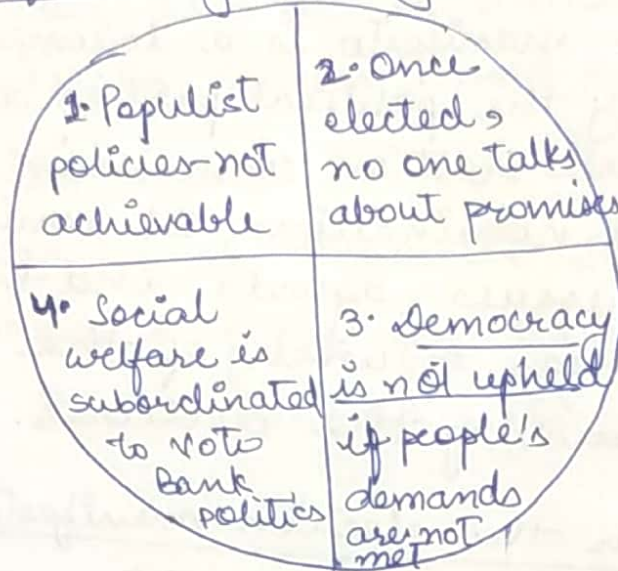 1. Populist
policies-not
achievable
2. Once
elected,
no one talks
about promises
3. Democracy
is not upheld
if people's
demands
are not
met
4. Social
welfare is
subordinated
to vote
Bank
politics